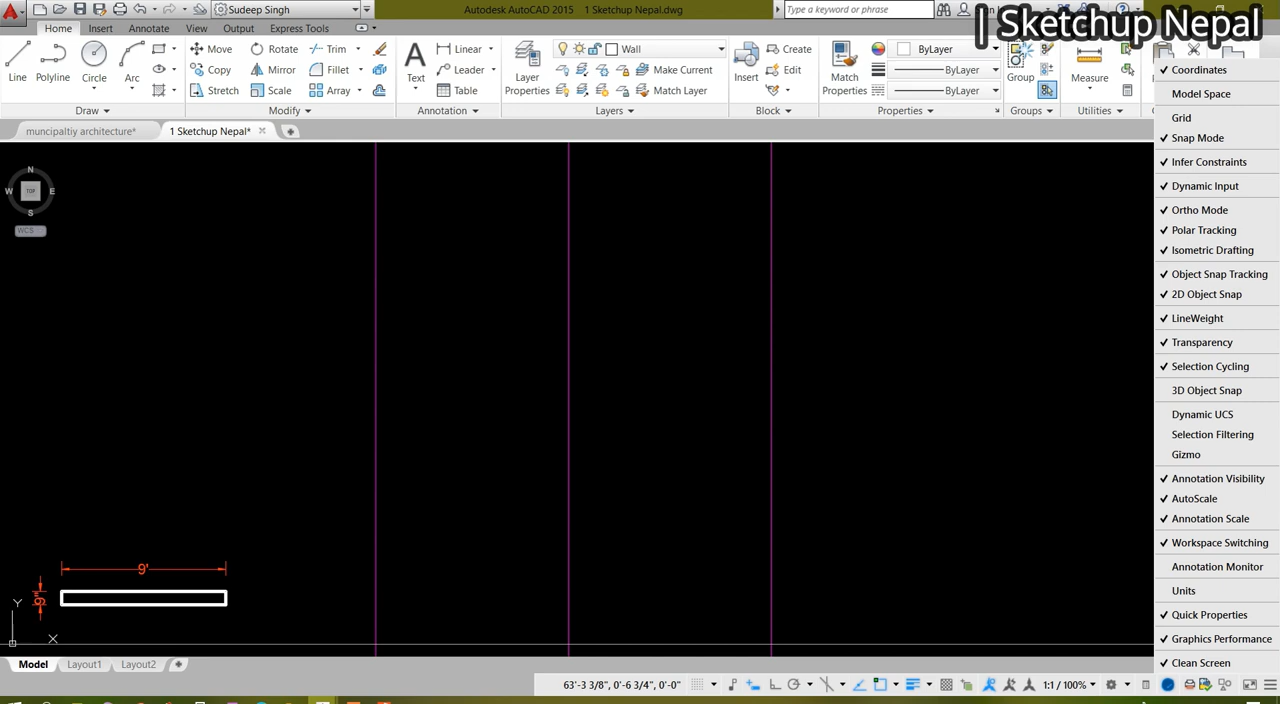 Sudeep Singh
Autodesk AutoCAD 2015 1 Sketchup Nepal.dwg
Type a keyword or phrase
| Sketchup Nepal
Home Insert Annotate View Output Express Tools
Line Polyline Circle Arc
Move Rotate Trim
Copy Mirror Fillet
Stretch Scale Array
Text Linear
Leader
Table
Layer Properties
Wall
Make Current
Match Layer
Insert Create
Edit
Match Properties
ByLayer
ByLayer
ByLayer
Group
Measure
Draw Modify Annotation Layers Block Properties Groups Utilities
muncipaltiy architecture* 1 Sketchup Nepal*
N
W TOP E
S
WCS
Coordinates
Model Space
Grid
Snap Mode
Infer Constraints
Dynamic Input
Ortho Mode
Polar Tracking
Isometric Drafting
Object Snap Tracking
2D Object Snap
LineWeight
Transparency
Selection Cycling
3D Object Snap
Dynamic UCS
Selection Filtering
Gizmo
Annotation Visibility
AutoScale
Annotation Scale
Workspace Switching
Annotation Monitor
Units
Quick Properties
Graphics Performance
Clean Screen
9'
9"
Y
X
Model Layout1 Layout2
63'-3 3/8", 0'-6 3/4", 0'-0"
1:1 / 100%